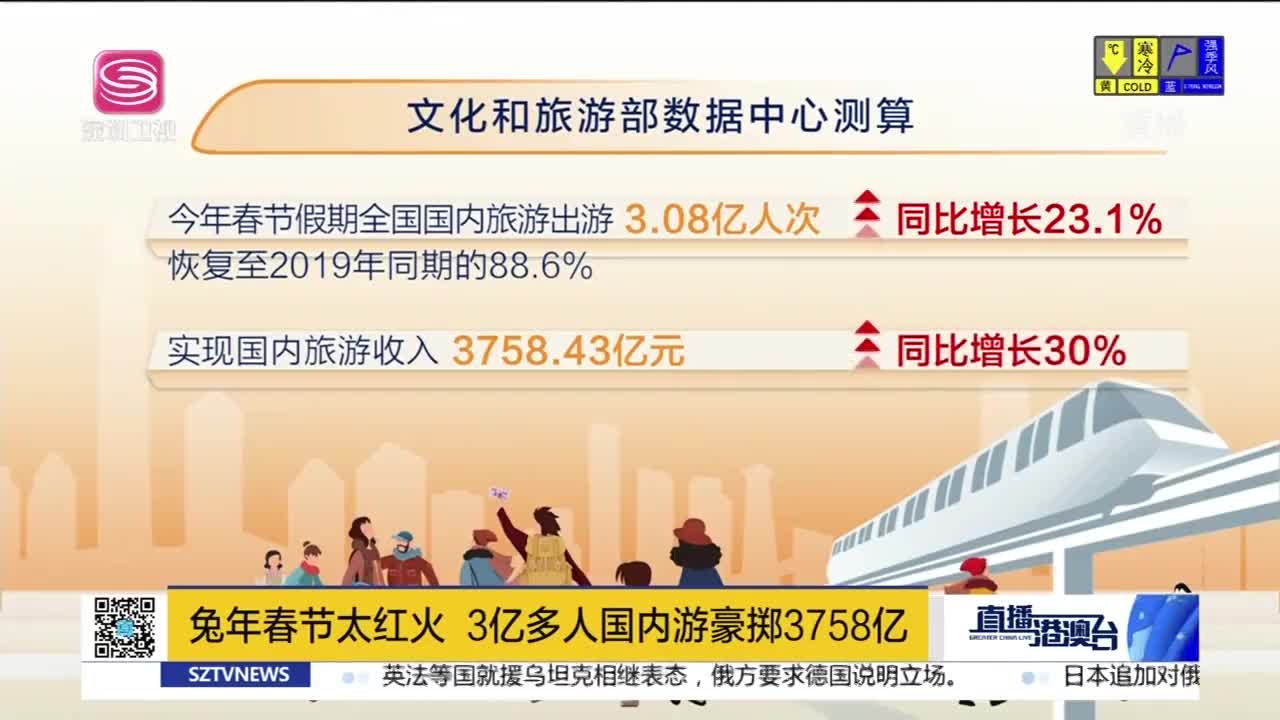 深圳卫视
℃
寒冷
强季风
黄
COLD
蓝
STRONG MONSOON
直播
文化和旅游部数据中心测算
今年春节假期全国国内旅游出游 3.08亿人次 同比增长23.1%
恢复至2019年同期的88.6%
实现国内旅游收入 3758.43亿元 同比增长30%
兔年春节太红火 3亿多人国内游豪掷3758亿
直播港澳台
GREATER CHINA LIVE
SZTVNEWS
英法等国就援乌坦克相继表态，俄方要求德国说明立场。 日本追加对俄